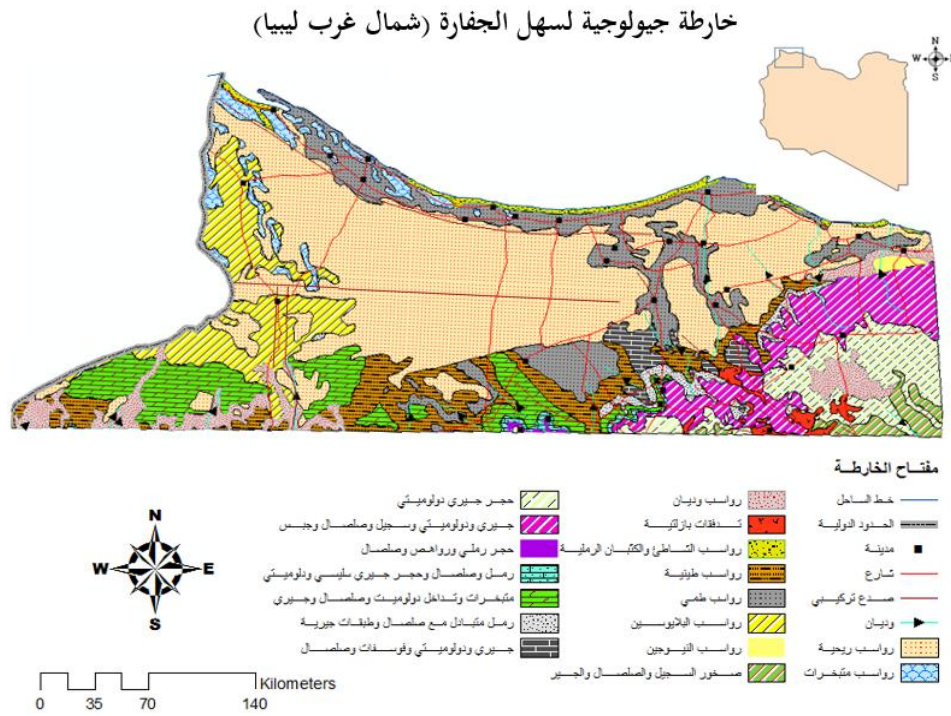 خارطة جيولوجية لسهل الجفارة (شمال غرب ليبيا)
N
W E
S
مفتاح الخارطة
خط الساحل
الحدود الدولية
مدينة
شارع
صدع تركيبي
وديان
رواسب ريحية
رواسب متبخرات
رواسب وديان
تدفقات بازلتية
رواسب الشاطئ والكثبان الرملية
رواسب طينية
رواسب طمي
رواسب البلايوسين
رواسب النيوجين
صخور السجيل والصلصال والجير
حجر جيري دولوميتي
جيري ودولوميتي وسجيل وصلصال وجبس
حجر رملي ورواهص وصلصال
رمل وصلصال وحجر جيري سليسي ودلوميتي
متبخرات وتداخل دولوميت وصلصال وجيري
رمل متبادل مع صلصال وطبقات جيرية
جيري ودولوميتي وفوسفات وصلصال
N
W E
S
Kilometers
0 35 70 140